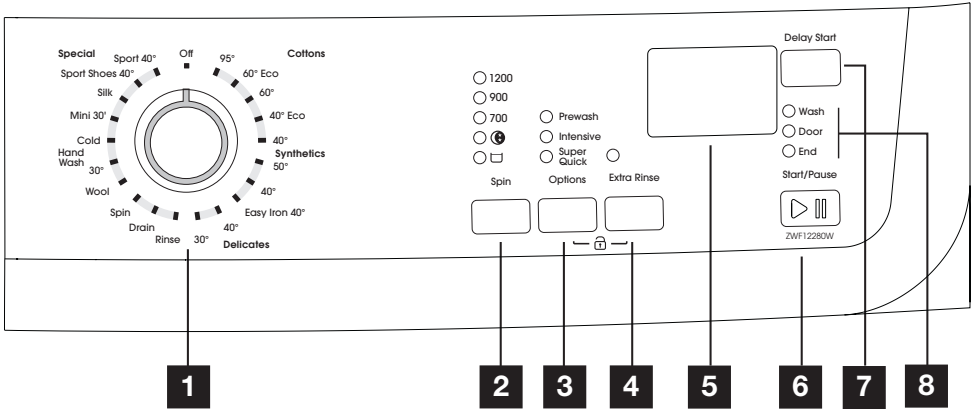 Special
Sport 40°
Off
95°
Cottons
Sport Shoes 40°
60° Eco
Silk
60°
Mini 30'
40° Eco
Cold
40°
Hand
Wash
30°
Synthetics
50°
Wool
40°
Spin
Easy Iron 40°
Drain
40°
Rinse
30°
Delicates
1200
900
700
Prewash
Intensive
Super
Quick
Spin
Options
Extra Rinse
Delay Start
Wash
Door
End
Start/Pause
ZWF12280W
1
2
3
4
5
6
7
8